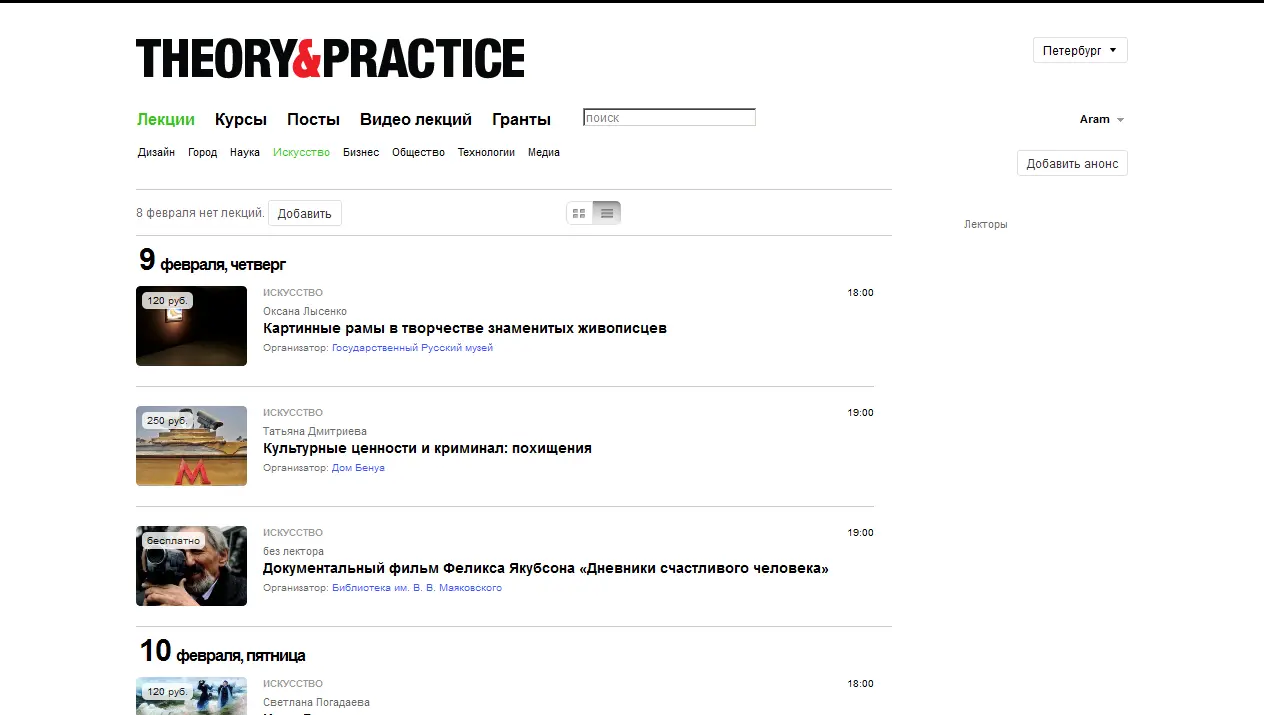 THEORY&PRACTICE
Петербург
Лекции Курсы Посты Видео лекций Гранты поиск Aram
Дизайн Город Наука Искусство Бизнес Общество Технологии Медиа
Добавить анонс
8 февраля нет лекций. Добавить
Лекторы
9 февраля, четверг
120 руб.
ИСКУССТВО 18:00
Оксана Лысенко
Картинные рамы в творчестве знаменитых живописцев
Организатор: Государственный Русский музей
250 руб.
ИСКУССТВО 19:00
Татьяна Дмитриева
Культурные ценности и криминал: похищения
Организатор: Дом Бенуа
М
бесплатно
ИСКУССТВО 19:00
без лектора
Документальный фильм Феликса Якубсона «Дневники счастливого человека»
Организатор: Библиотека им. В. В. Маяковского
10 февраля, пятница
120 руб.
ИСКУССТВО 18:00
Светлана Погадаева